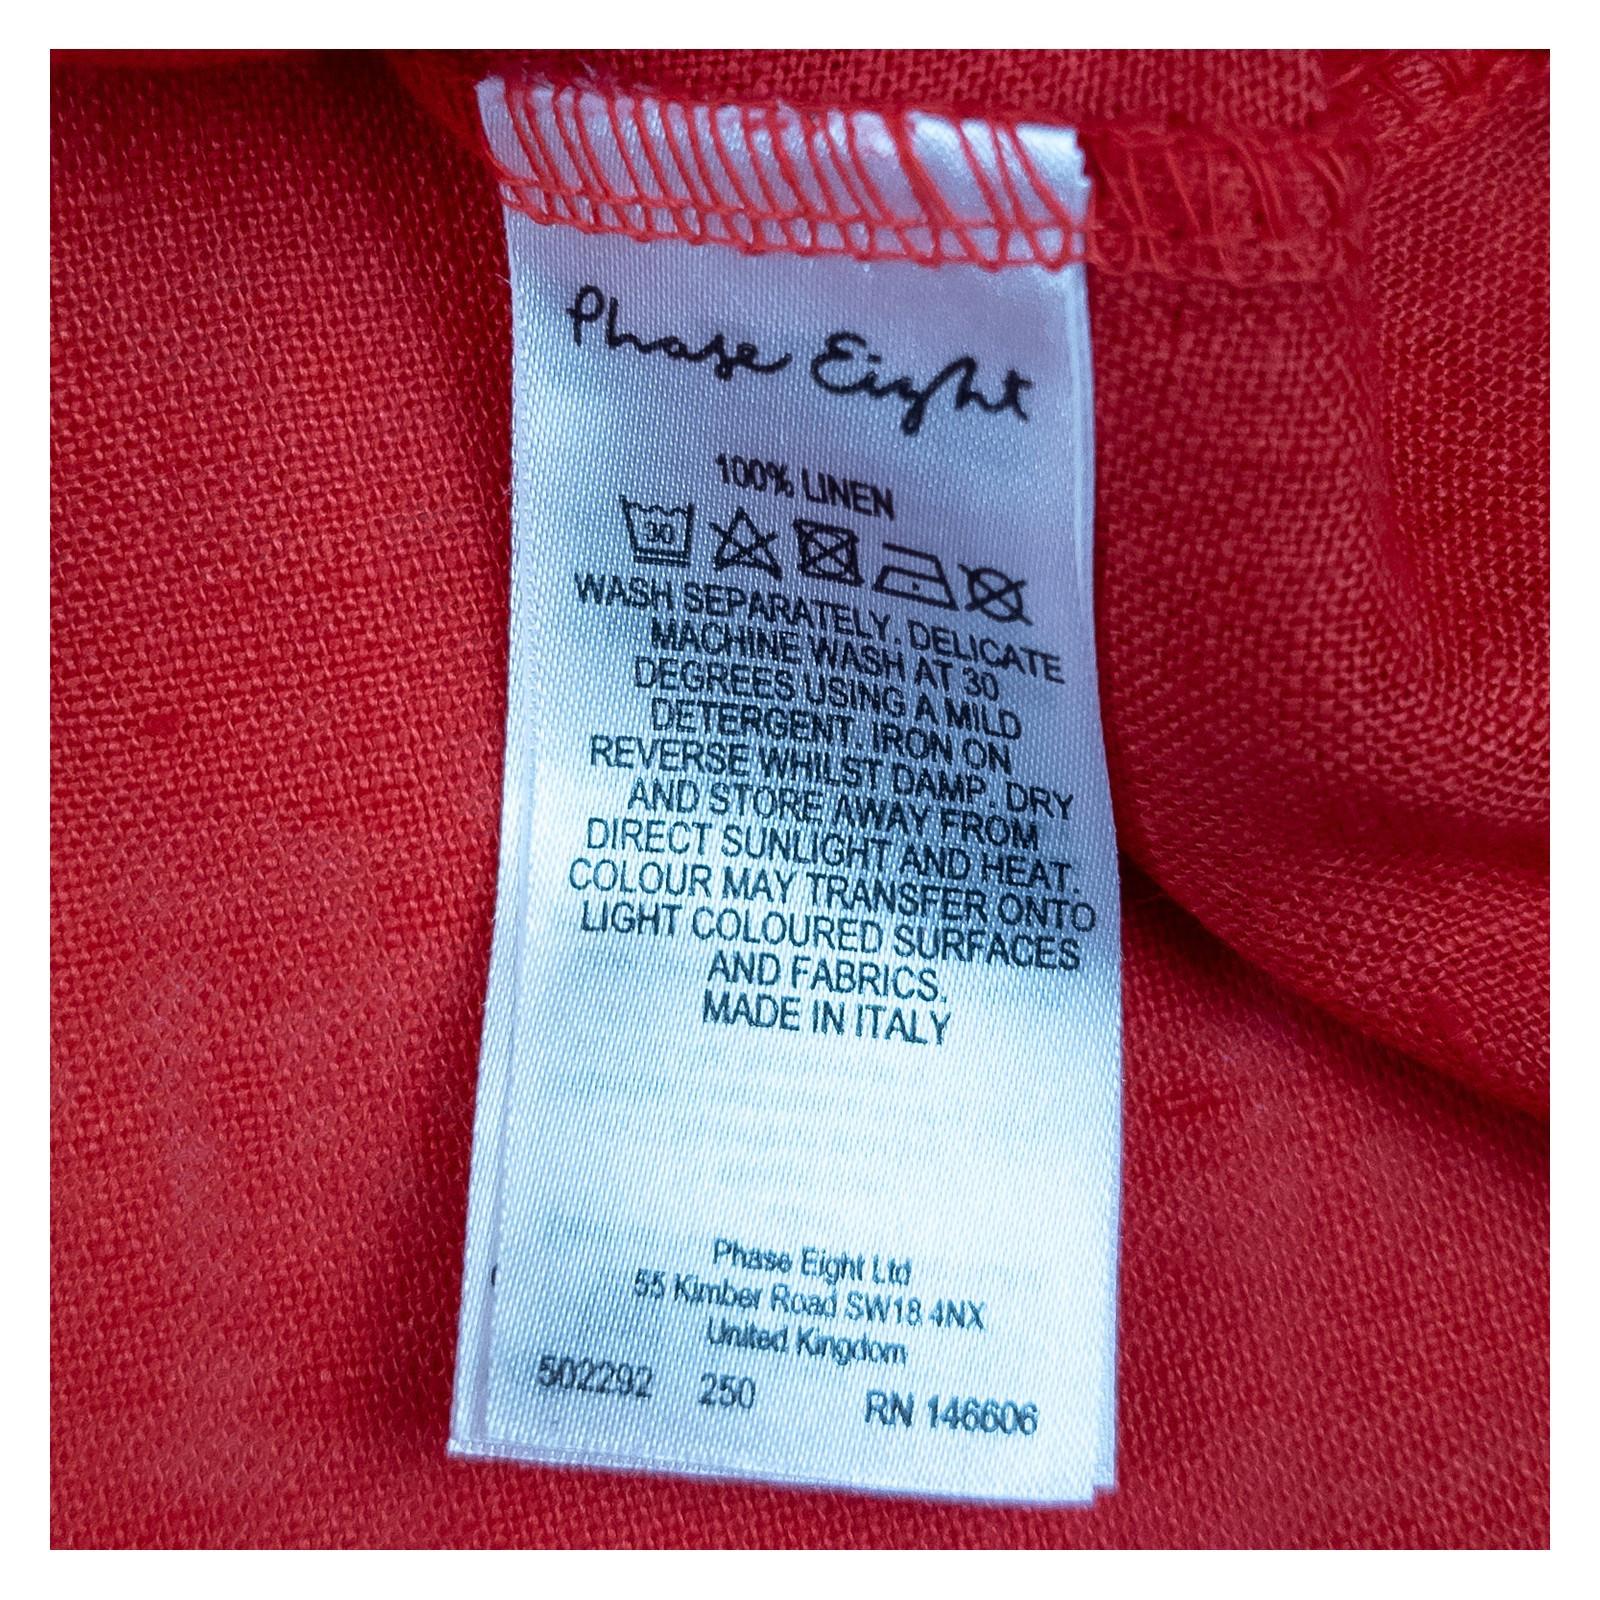 Phase Eight
100% LINEN
30
WASH SEPARATELY. DELICATE
MACHINE WASH AT 30
DEGREES USING A MILD
DETERGENT. IRON ON
REVERSE WHILST DAMP. DRY
AND STORE AWAY FROM
DIRECT SUNLIGHT AND HEAT.
COLOUR MAY TRANSFER ONTO
LIGHT COLOURED SURFACES
AND FABRICS.
MADE IN ITALY
Phase Eight Ltd
55 Kimber Road SW18 4NX
United Kingdom
502292 250 RN 146606